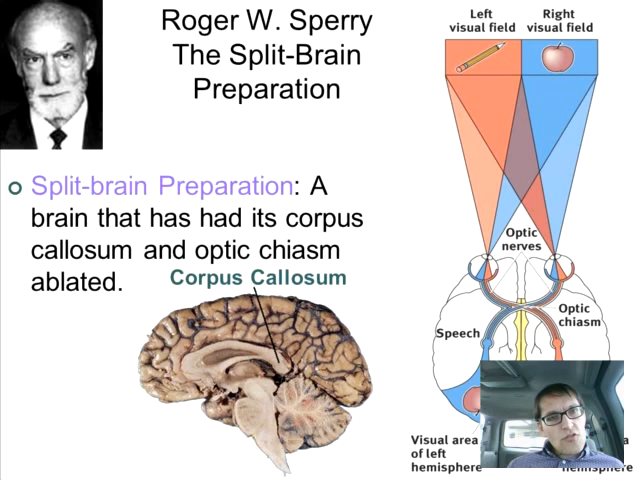 Roger W. Sperry
The Split-Brain
Preparation
Split-brain Preparation: A
brain that has had its corpus
callosum and optic chiasm
ablated.
Corpus Callosum
Left
visual field
Right
visual field
Optic
nerves
Optic
chiasm
Speech
Visual area
of left
hemisphere
hemisphere